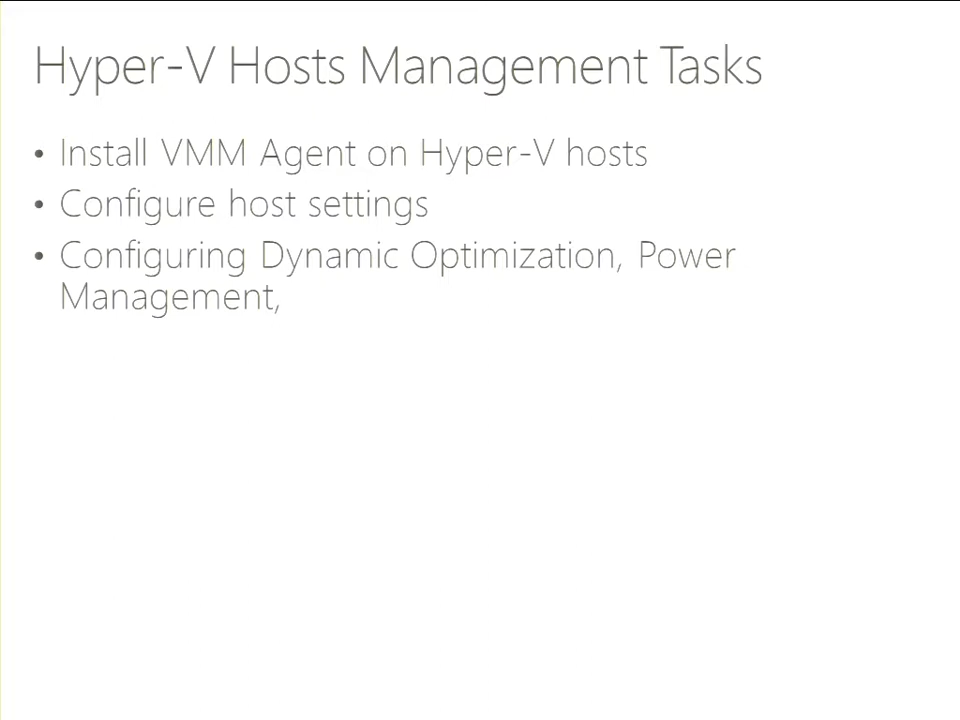 Hyper-V Hosts Management Tasks
• Install VMM Agent on Hyper-V hosts
• Configure host settings
• Configuring Dynamic Optimization, Power
Management,